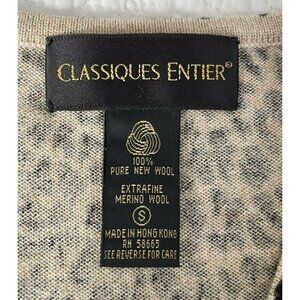 CLASSIQUES ENTIER®
100%
PURE NEW WOOL
EXTRAFINE
MERINO WOOL
S
MADE IN HONG KONG
RN 58665
SEE REVERSE FOR CARE